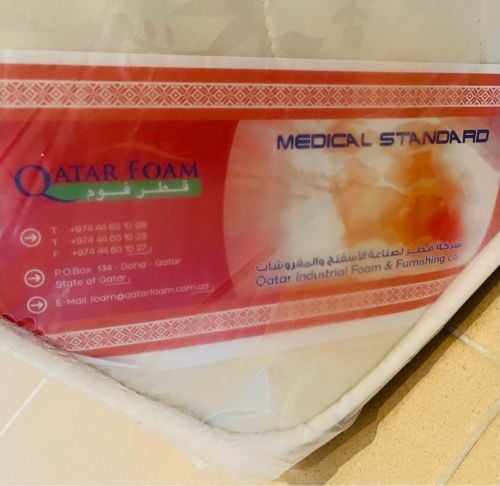 MEDICAL STANDARD
QATAR FOAM
قطر فوم
T. +974 44 60 10 28
T. +974 44 60 10 29
F. +974 44 60 10 27
P.O.Box 134 - Doha - Qatar
State of Qatar
E-Mail: foam@qatarfoam.com.qa
شركة قطر لصناعة الأسفنج والمفروشات
Qatar Industrial Foam & Furnishing co.